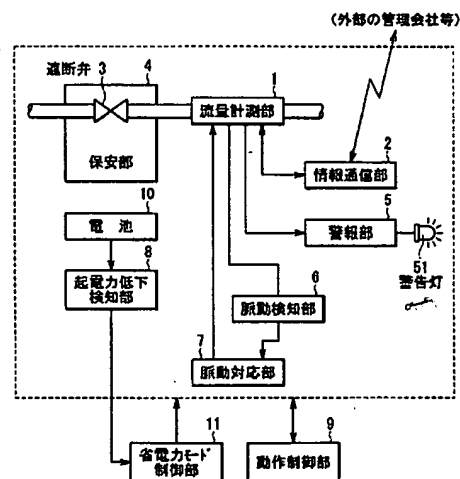 (外部の管理会社等)
遮断弁 3
4
1
流量計測部
保安部
2
情報通信部
10
電池
5
警報部
8
51
警告灯
起電力低下
検知部
6
脈動検知部
7
脈動対応部
11
省電力モード
制御部
9
動作制御部